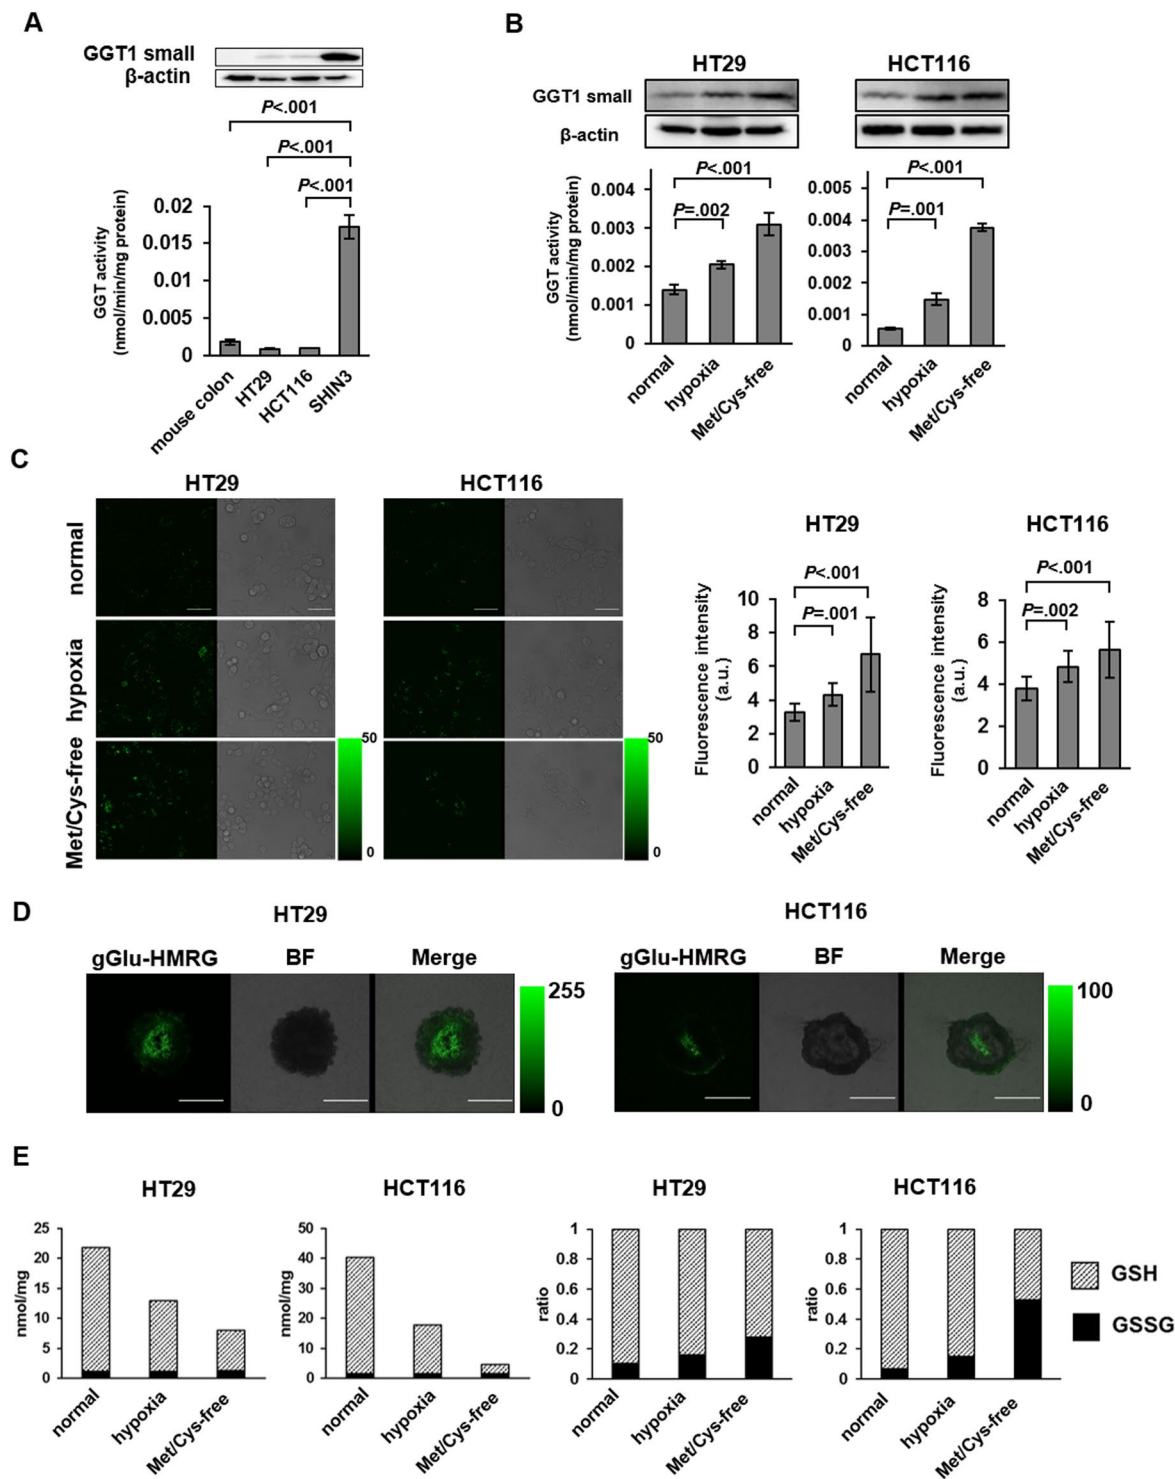 A
GGT1 small
β-actin
P<.001
P<.001
P<.001
GGT activity
(nmol/min/mg protein)
0.02
0.015
0.01
0.005
0
mouse colon
HT29
HCT116
SHIN3
B
HT29
HCT116
GGT1 small
β-actin
P<.001
P=.002
GGT activity
(nmol/min/mg protein)
0.004
0.003
0.002
0.001
0
normal
hypoxia
Met/Cys-free
P<.001
P=.001
0.005
0.004
0.003
0.002
0.001
0
normal
hypoxia
Met/Cys-free
C
HT29
HCT116
normal
hypoxia
Met/Cys-free
50
0
50
0
HT29
P<.001
P=.001
Fluorescence intensity
(a.u.)
10
8
6
4
2
0
normal
hypoxia
Met/Cys-free
HCT116
P<.001
P=.002
Fluorescence intensity
(a.u.)
8
6
4
2
0
normal
hypoxia
Met/Cys-free
D
HT29
gGlu-HMRG
BF
Merge
255
0
HCT116
gGlu-HMRG
BF
Merge
100
0
E
HT29
nmol/mg
25
20
15
10
5
0
normal
hypoxia
Met/Cys-free
HCT116
nmol/mg
50
40
30
20
10
0
normal
hypoxia
Met/Cys-free
HT29
ratio
1
0.8
0.6
0.4
0.2
0
normal
hypoxia
Met/Cys-free
HCT116
ratio
1
0.8
0.6
0.4
0.2
0
normal
hypoxia
Met/Cys-free
GSH
GSSG